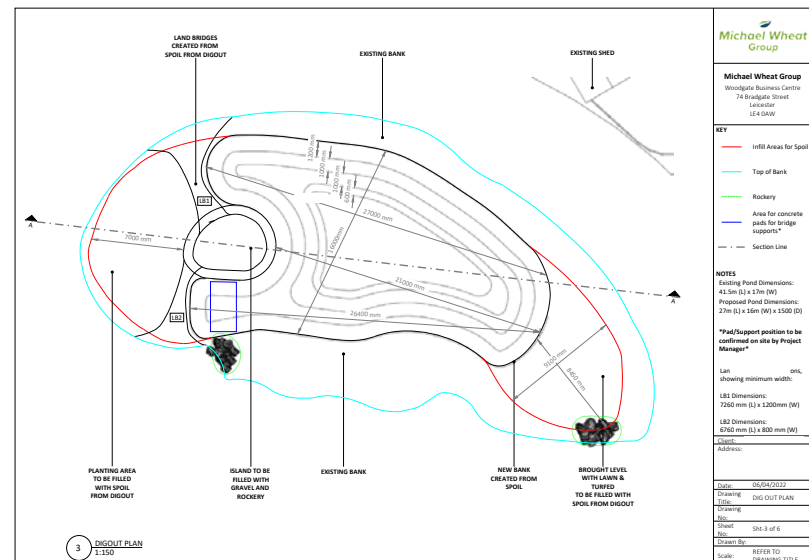 LAND BRIDGES
CREATED FROM
SPOIL FROM DIGOUT
EXISTING BANK
EXISTING SHED
1200 mm
1000 mm
1000 mm
600 mm
LB1
27000 mm
16000mm
A
7000 mm
21000 mm
A
26400 mm
LB2
9100 mm
8450 mm
PLANTING AREA
TO BE FILLED
WITH SPOIL
FROM DIGOUT
ISLAND TO BE
FILLED WITH
GRAVEL AND
ROCKERY
EXISTING BANK
NEW BANK
CREATED FROM
SPOIL
BROUGHT LEVEL
WITH LAWN &
TURFED
TO BE FILLED WITH
SPOIL FROM DIGOUT
3
DIGOUT PLAN
1:150
Michael Wheat
Group
Michael Wheat Group
Woodgate Business Centre
74 Bradgate Street
Leicester
LE4 0AW
KEY
Infill Areas for Spoil
Top of Bank
Rockery
Area for concrete
pads for bridge
supports*
Section Line
NOTES
Existing Pond Dimensions:
41.5m (L) x 17m (W)
Proposed Pond Dimensions:
27m (L) x 16m (W) x 1500 (D)
*Pad/Support position to be
confirmed on site by Project
Manager*
Lan ons,
showing minimum width:
LB1 Dimensions:
7260 mm (L) x 1200mm (W)
LB2 Dimensions:
6760 mm (L) x 800 mm (W)
Client:
Address:
Date: 06/04/2022
Drawing
Title: DIG OUT PLAN
Drawing
No:
Sheet
No: Sht-3 of 6
Drawn By:
Scale: REFER TO
DRAWING TITLE